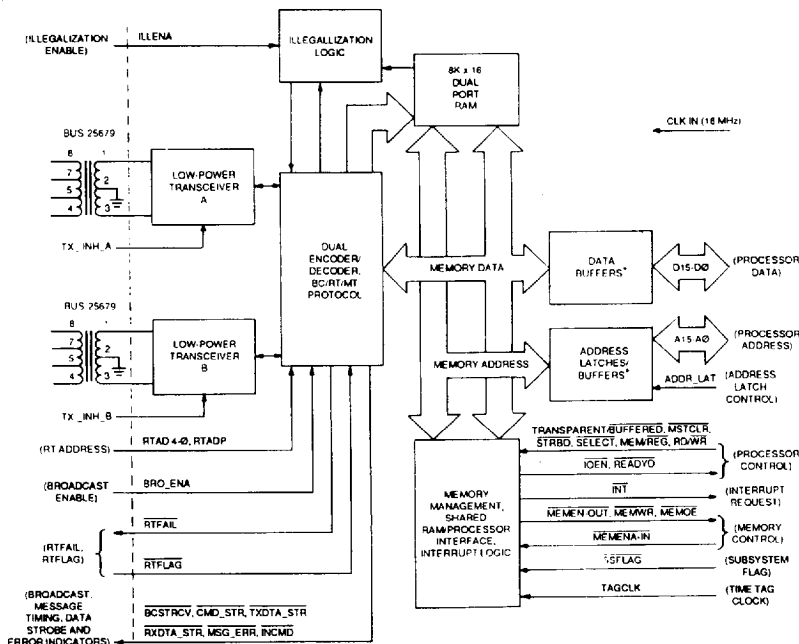 (ILLEGALIZATION
ENABLE)
ILLENA
ILLEGALLIZATION
LOGIC
8K x 16
DUAL
PORT
RAM
CLK IN (16 MHz)
BUS 25679
8
7
5
4
1
2
3
LOW-POWER
TRANSCEIVER
A
TX_INH_A
DUAL
ENCODER/
DECODER,
BC/RT/MT
PROTOCOL
MEMORY DATA
DATA
BUFFERS*
D15-DØ
(PROCESSOR
DATA)
BUS 25679
8
7
5
4
1
2
3
LOW-POWER
TRANSCEIVER
B
TX_INH_B
MEMORY ADDRESS
ADDRESS
LATCHES/
BUFFERS*
A15-AØ
(PROCESSOR
ADDRESS)
ADDR_LAT
(ADDRESS
LATCH
CONTROL)
(RT ADDRESS)
RTAD 4-Ø, RTADP
(BROADCAST
ENABLE)
BRO_ENA
(RTFAIL,
RTFLAG)
RTFAIL
RTFLAG
(BROADCAST,
MESSAGE
TIMING, DATA
STROBE AND
ERROR INDICATORS)
BCSTRCV, CMD_STR, TXDTA_STR
RXDTA_STR, MSG_ERR, INCMD
MEMORY
MANAGEMENT,
SHARED
RAM/PROCESSOR
INTERFACE,
INTERRUPT LOGIC
TRANSPARENT/BUFFERED, MSTCLR,
STRBD, SELECT, MEM/REG, RD/WR
IOEN, READYD
(PROCESSOR
CONTROL)
INT
(INTERRUPT
REQUEST)
MEMEN-OUT, MEMWR, MEMOE
MEMENA-IN
(MEMORY
CONTROL)
SSFLAG
(SUBSYSTEM
FLAG)
TAGCLK
(TIME TAG
CLOCK)